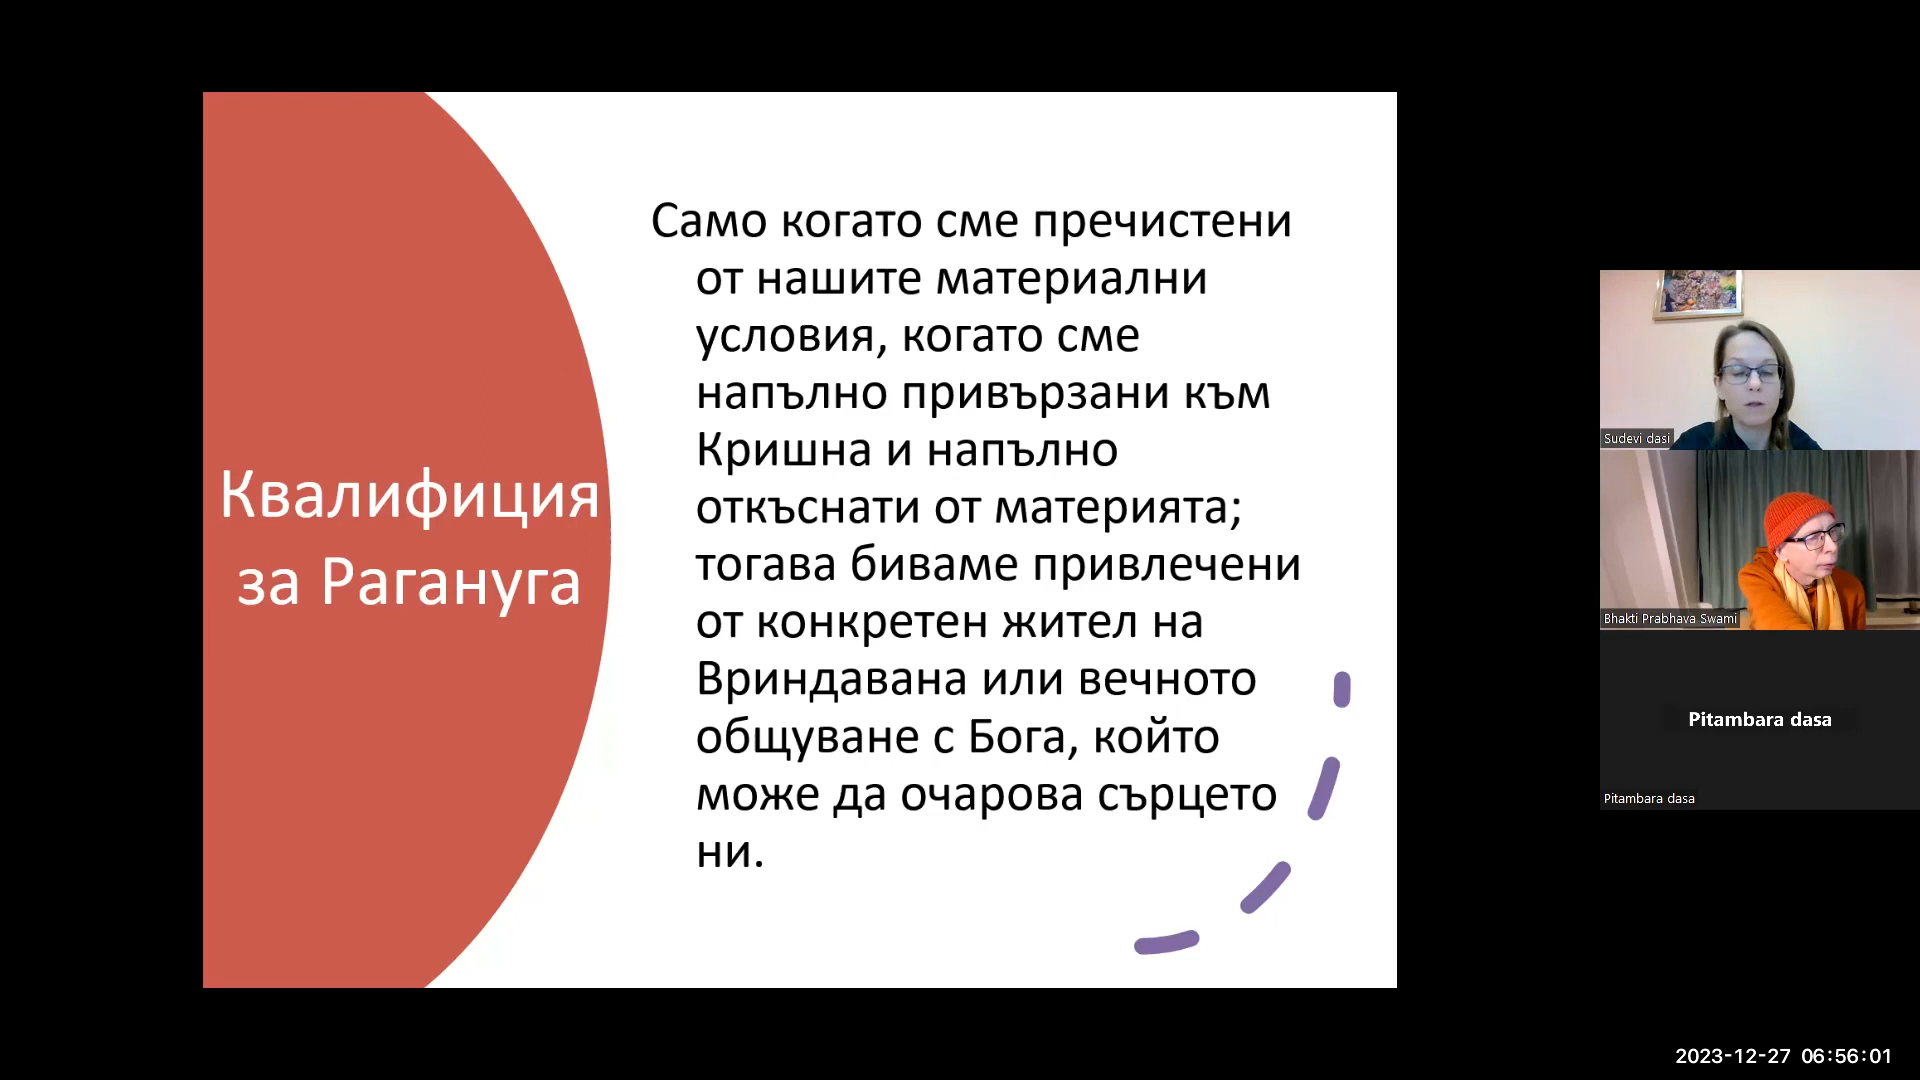 Квалифиция
за Рагануга
Само когато сме пречистени
от нашите материални
условия, когато сме
напълно привързани към
Кришна и напълно
откъснати от материята;
тогава биваме привлечени
от конкретен жител на
Вриндавана или вечното
общуване с Бога, който
може да очарова сърцето
ни.
Sudevi dasi
Bhakti Prabhava Swami
Pitambara dasa
Pitambara dasa
2023-12-27 06:56:01